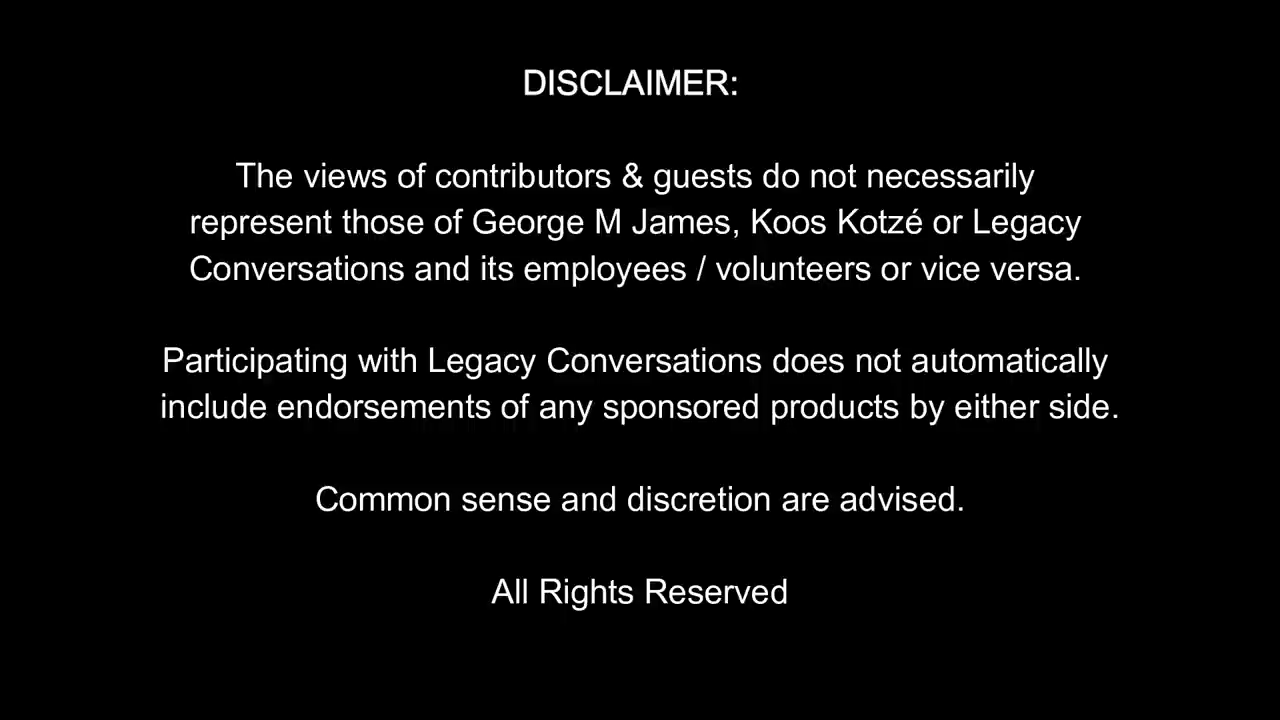 DISCLAIMER:
The views of contributors & guests do not necessarily
represent those of George M James, Koos Kotzé or Legacy
Conversations and its employees / volunteers or vice versa.
Participating with Legacy Conversations does not automatically
include endorsements of any sponsored products by either side.
Common sense and discretion are advised.
All Rights Reserved